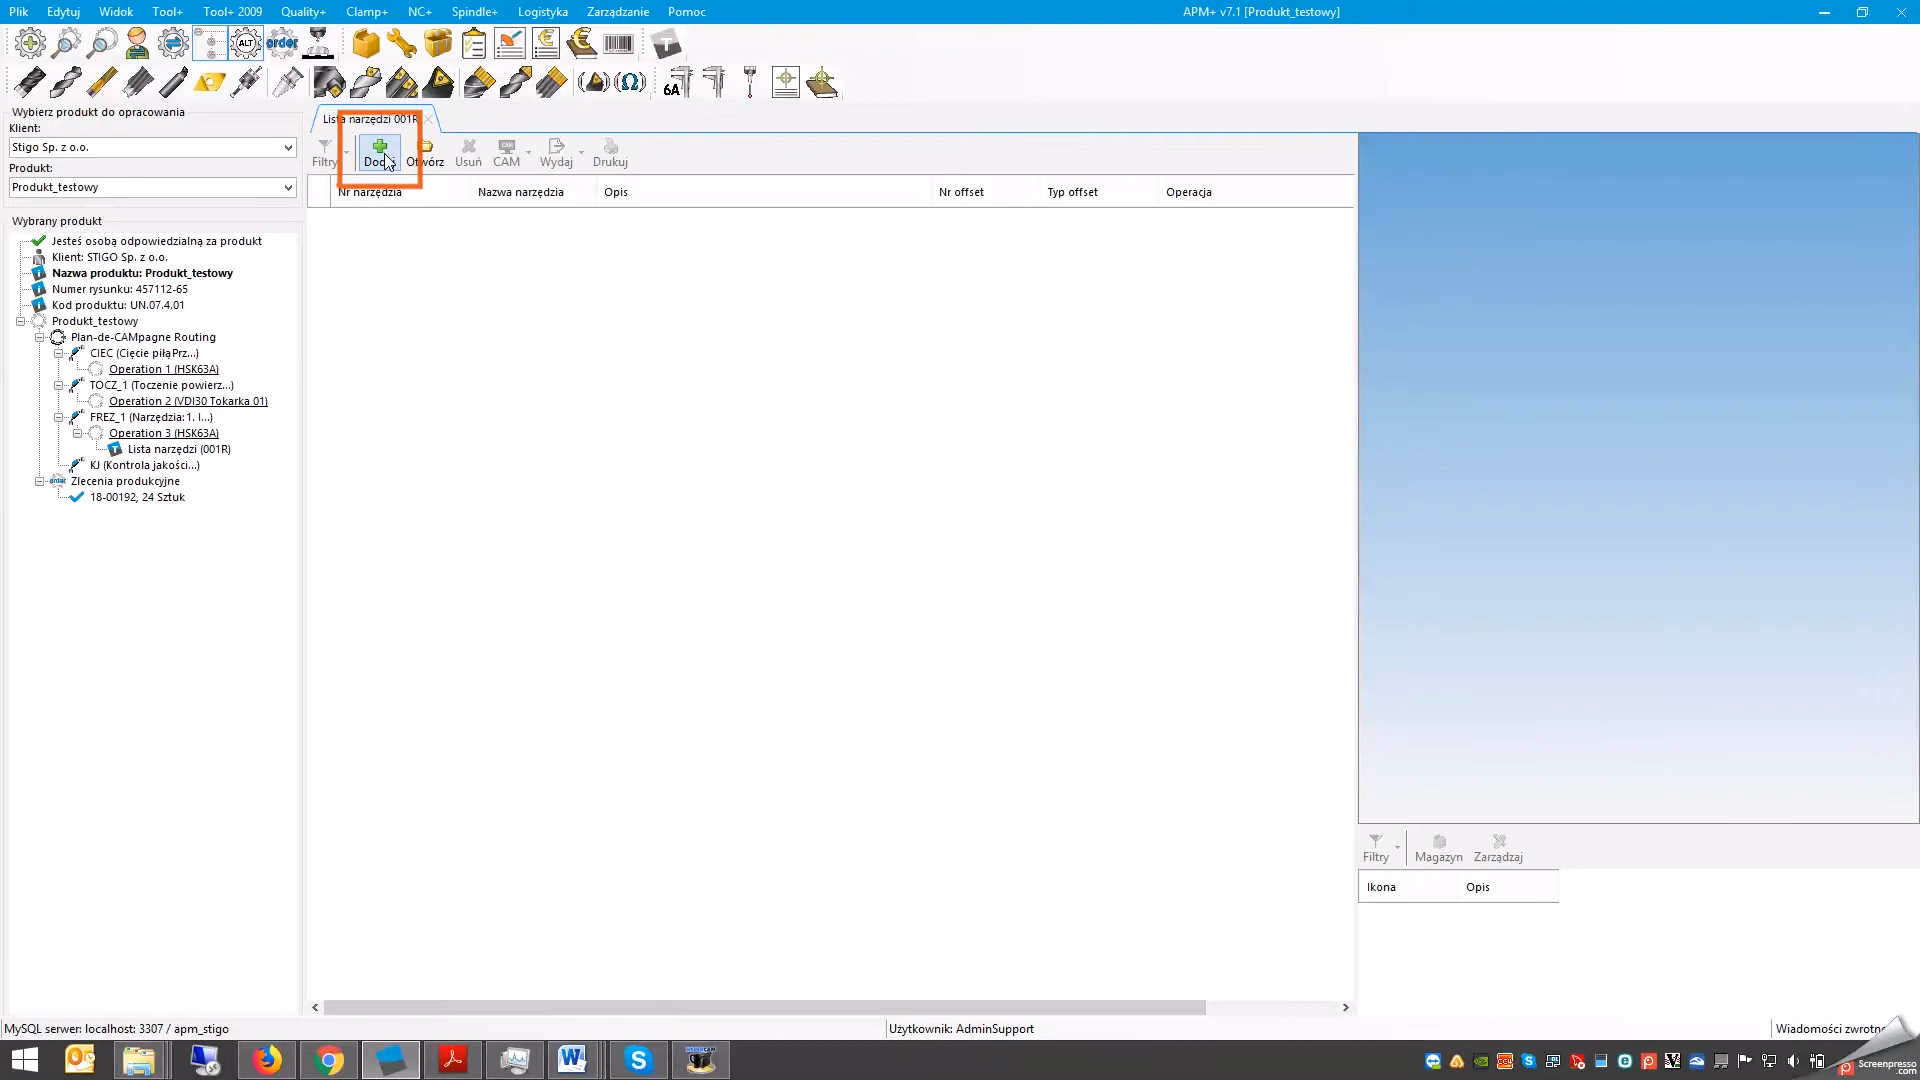 Plik Edytuj Widok Tool+ Tool+ 2009 Quality+ Clamp+ NC+ Spindle+ Logistyka Zarządzanie Pomoc APM+ v7.1 [Produkt_testowy]
ALT order T
6A
Wybierz produkt do opracowania
Klient:
Stigo Sp. z o.o.
Produkt:
Produkt_testowy
Wybrany produkt
Jesteś osobą odpowiedzialną za produkt
Klient: STIGO Sp. z o.o.
Nazwa produktu: Produkt_testowy
Numer rysunku: 457112-65
Kod produktu: UN.07.4.01
Produkt_testowy
Plan-de-CAMpagne Routing
CIEC (Cięcie piłąPrz...)
Operation 1 (HSK63A)
TOCZ_1 (Toczenie powierz...)
Operation 2 (VDI30 Tokarka 01)
FREZ_1 (Narzędzia: 1. I...)
Operation 3 (HSK63A)
Lista narzędzi (001R)
KJ (Kontrola jakości...)
Zlecenia produkcyjne
18-00192, 24 Sztuk
Lista narzędzi 001R
Filtry Otwórz Usuń CAM Wydaj Drukuj
Nr narzędzia Nazwa narzędzia Opis Nr offset Typ offset Operacja
Filtry Magazyn Zarządzaj
Ikona Opis
MySQL serwer: localhost: 3307 / apm_stigo Użytkownik: AdminSupport Wiadomości
Screenpresso
.com